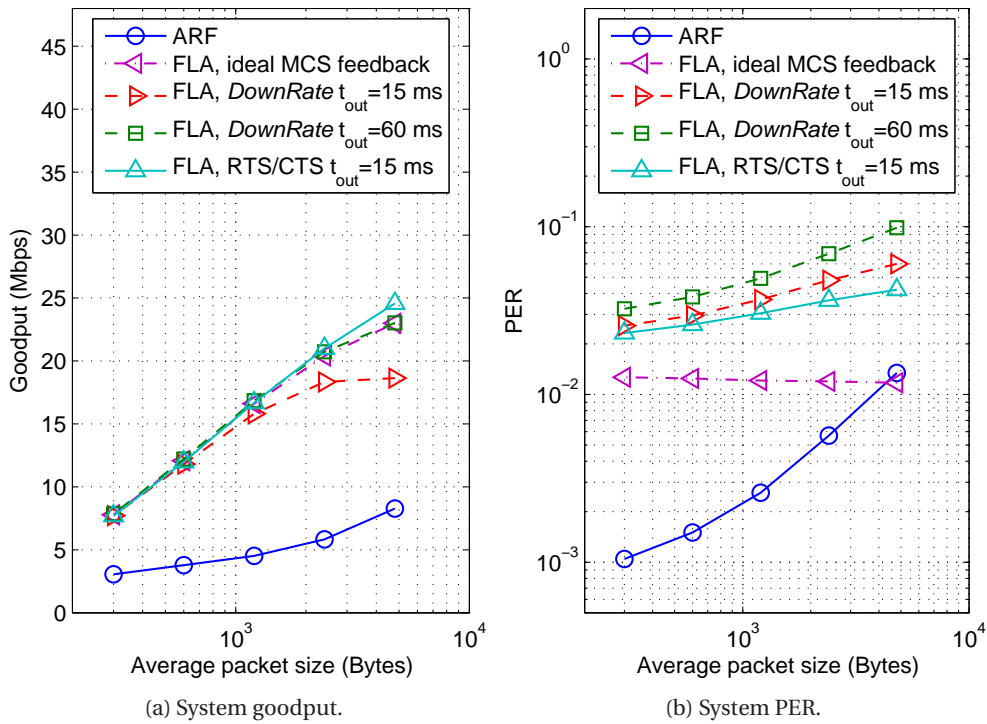 45
40
35
30
25
20
15
10
5
0
Goodput (Mbps)
ARF
FLA, ideal MCS feedback
FLA, DownRate t_out=15 ms
FLA, DownRate t_out=60 ms
FLA, RTS/CTS t_out=15 ms
10^3
10^4
Average packet size (Bytes)
(a) System goodput.
10^0
10^-1
10^-2
10^-3
PER
ARF
FLA, ideal MCS feedback
FLA, DownRate t_out=15 ms
FLA, DownRate t_out=60 ms
FLA, RTS/CTS t_out=15 ms
10^3
10^4
Average packet size (Bytes)
(b) System PER.